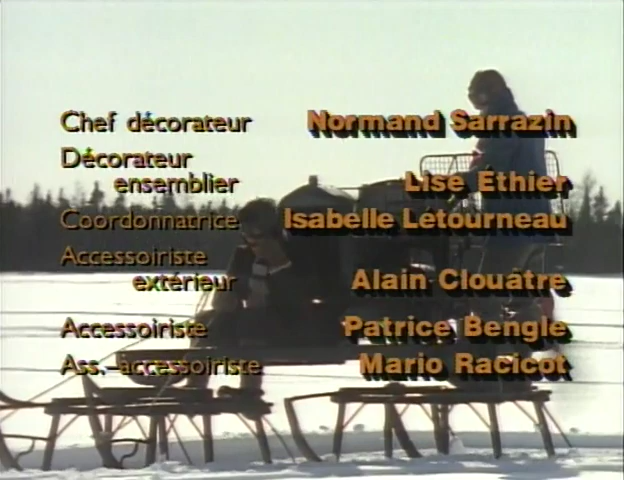 Chef décorateur Normand Sarrazin
Décorateur
ensemblier Lise Éthier
Coordonnatrice Isabelle Létourneau
Accessoiriste
extérieur Alain Clouâtre
Accessoiriste Patrice Bengle
Ass.-accessoiriste Mario Racicot